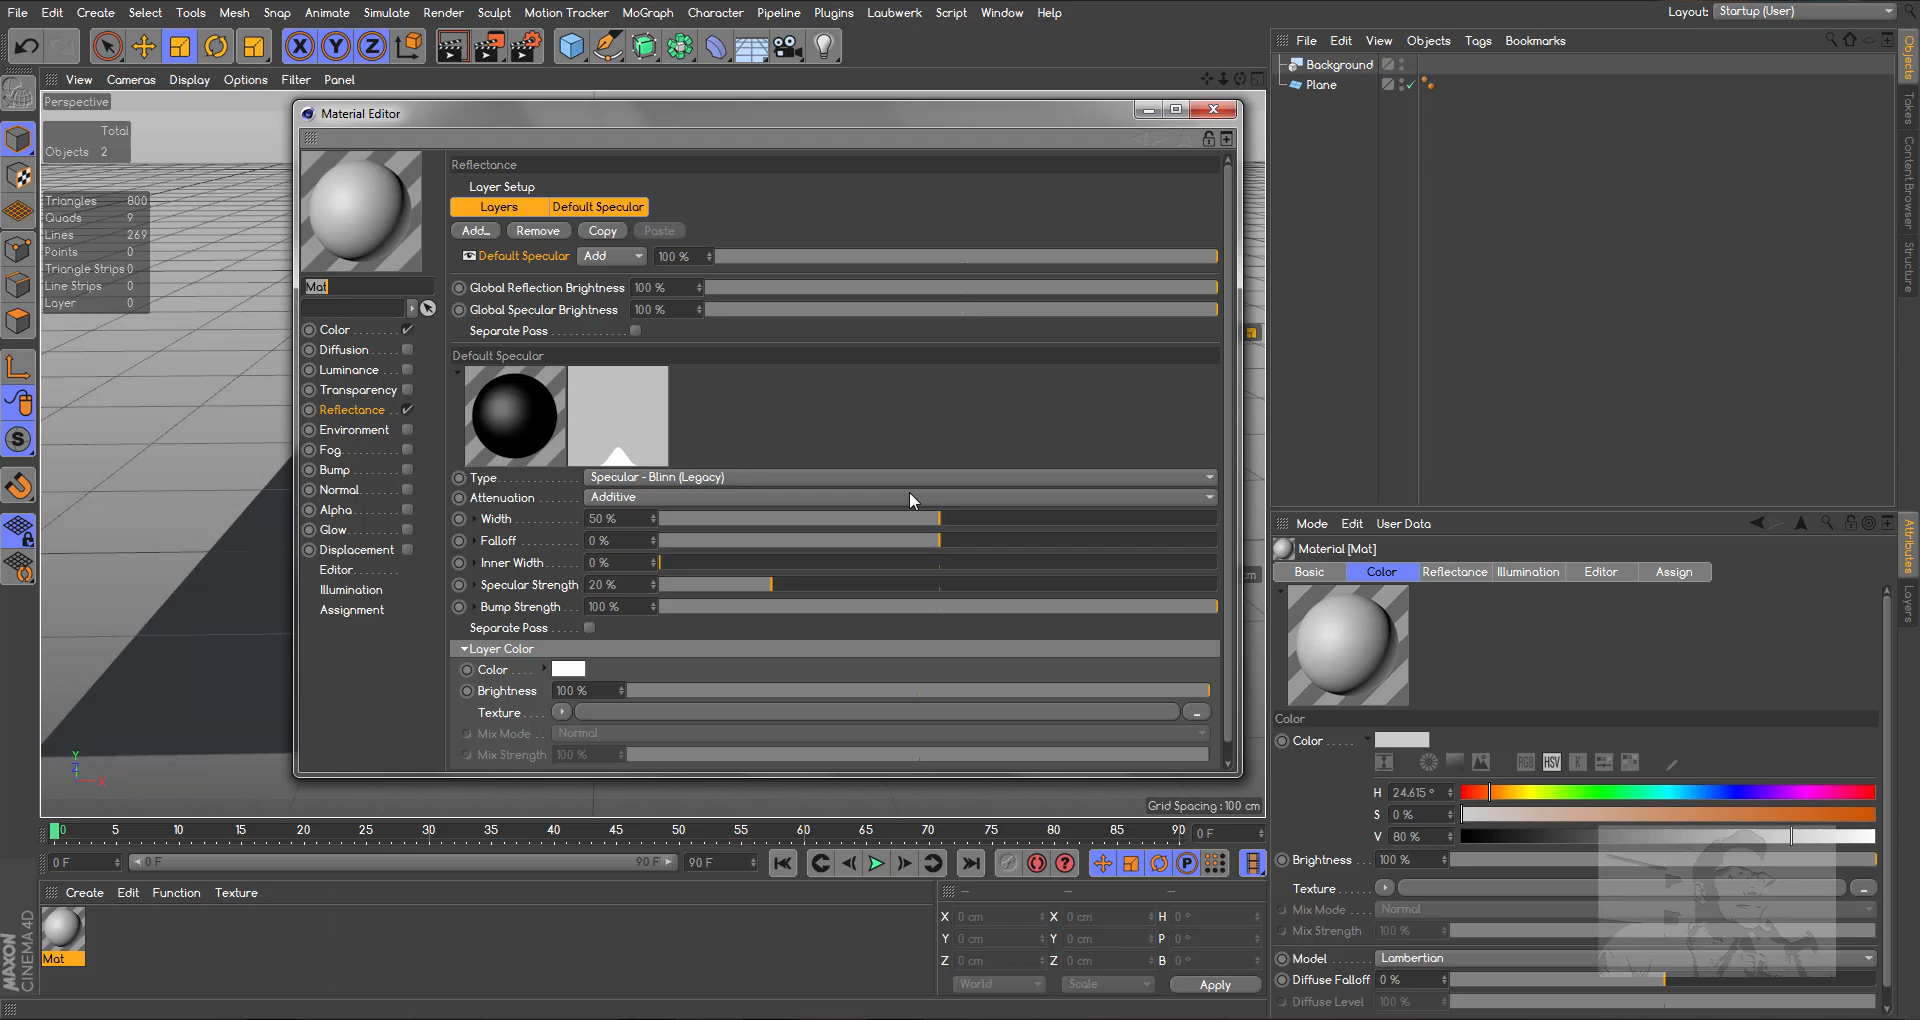 File Edit Create Select Tools Mesh Snap Animate Simulate Render Sculpt Motion Tracker MoGraph Character Pipeline Plugins Laubwerk Script Window Help Layout: Startup (User)
X Y Z
View Cameras Display Options Filter Panel
Perspective
Total
Objects 2
Triangles 800
Quads 9
Lines 269
Points 0
Triangle Strips 0
Line Strips 0
Layer 0
Material Editor
Mat
Color
Diffusion
Luminance
Transparency
Reflectance
Environment
Fog
Bump
Normal
Alpha
Glow
Displacement
Editor
Illumination
Assignment
Reflectance
Layer Setup
Layers Default Specular
Add... Remove Copy Paste
Default Specular Add 100 %
Global Reflection Brightness 100 %
Global Specular Brightness 100 %
Separate Pass
Default Specular
Type Specular - Blinn (Legacy)
Attenuation Additive
Width 50 %
Falloff 0 %
Inner Width 0 %
Specular Strength 20 %
Bump Strength 100 %
Separate Pass
Layer Color
Color
Brightness 100 %
Texture
Mix Mode Normal
Mix Strength 100 %
cm
Y
Z
X
Grid Spacing : 100 cm
0 5 10 15 20 25 30 35 40 45 50 55 60 65 70 75 80 85 90 0 F
0 F 0 F 90 F 90 F
P
Create Edit Function Texture
Mat
MAXON
CINEMA 4D
X 0 cm X 0 cm H 0 °
Y 0 cm Y 0 cm P 0 °
Z 0 cm Z 0 cm B 0 °
World Scale Apply
File Edit View Objects Tags Bookmarks
Background
Plane
Objects
Takes
Content Browser
Structure
Mode Edit User Data
Material [Mat]
Basic Color Reflectance Illumination Editor Assign
Color
Color
RGB HSV K
H 24.615 °
S 0 %
V 80 %
Brightness 100 %
Texture
Mix Mode Normal
Mix Strength 100 %
Model Lambertian
Diffuse Falloff 0 %
Diffuse Level 100 %
Attributes
Layers